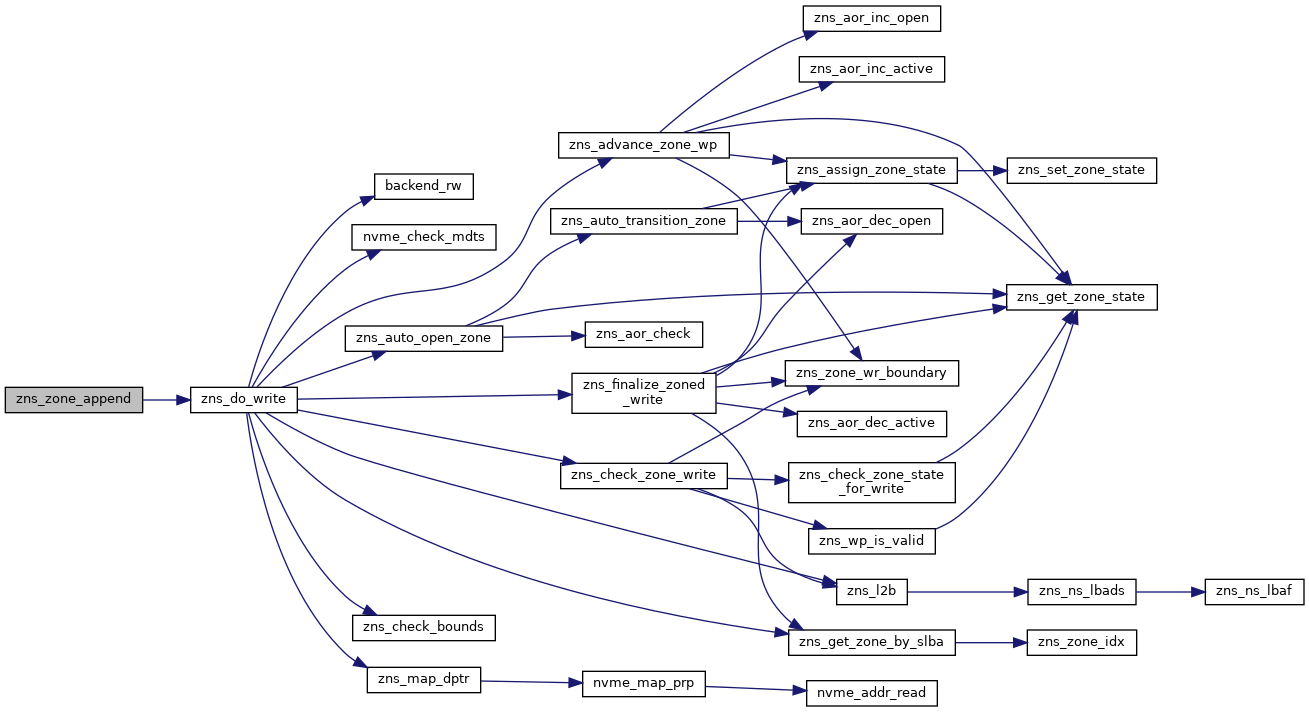 zns_aor_inc_open
zns_aor_inc_active
zns_advance_zone_wp
zns_assign_zone_state
zns_set_zone_state
backend_rw
zns_auto_transition_zone
zns_aor_dec_open
nvme_check_mdts
zns_get_zone_state
zns_auto_open_zone
zns_aor_check
zns_zone_wr_boundary
zns_finalize_zoned
_write
zns_zone_append
zns_do_write
zns_aor_dec_active
zns_check_zone_write
zns_check_zone_state
_for_write
zns_wp_is_valid
zns_l2b
zns_ns_lbads
zns_ns_lbaf
zns_check_bounds
zns_get_zone_by_slba
zns_zone_idx
zns_map_dptr
nvme_map_prp
nvme_addr_read